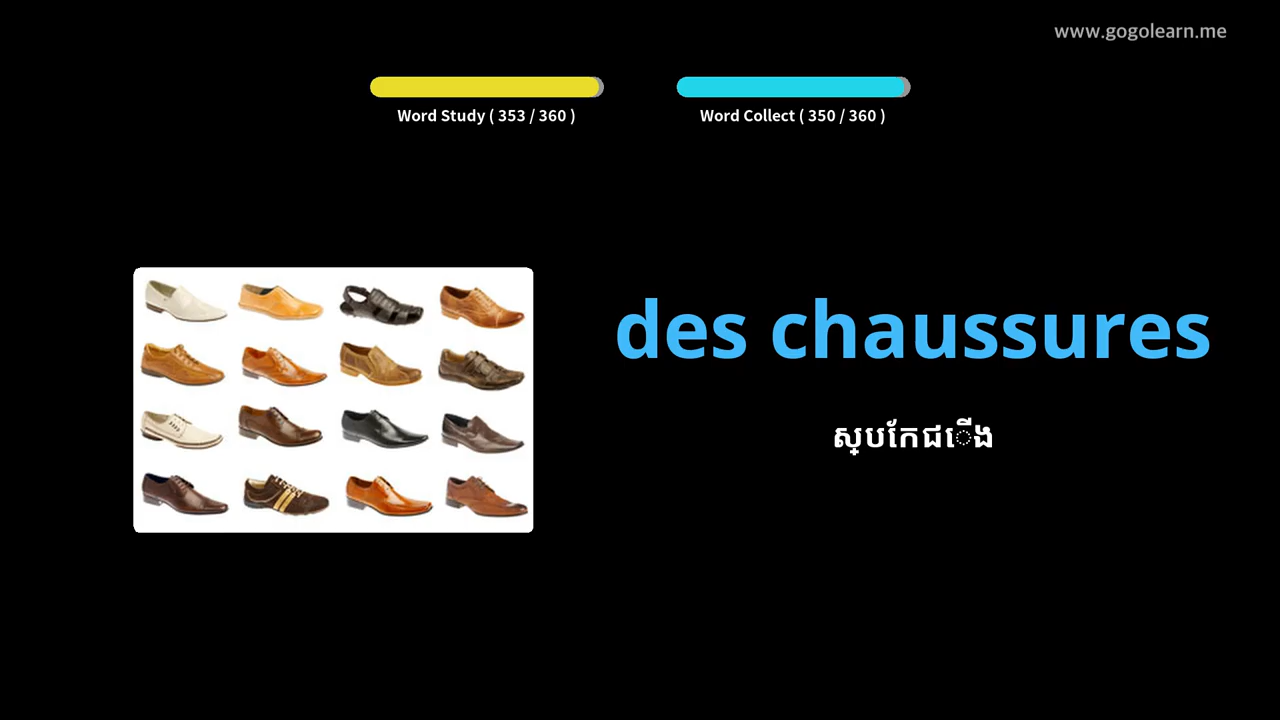 www.gogolearn.me
Word Study ( 353 / 360 )
Word Collect ( 350 / 360 )
des chaussures
ស្បែកជើង